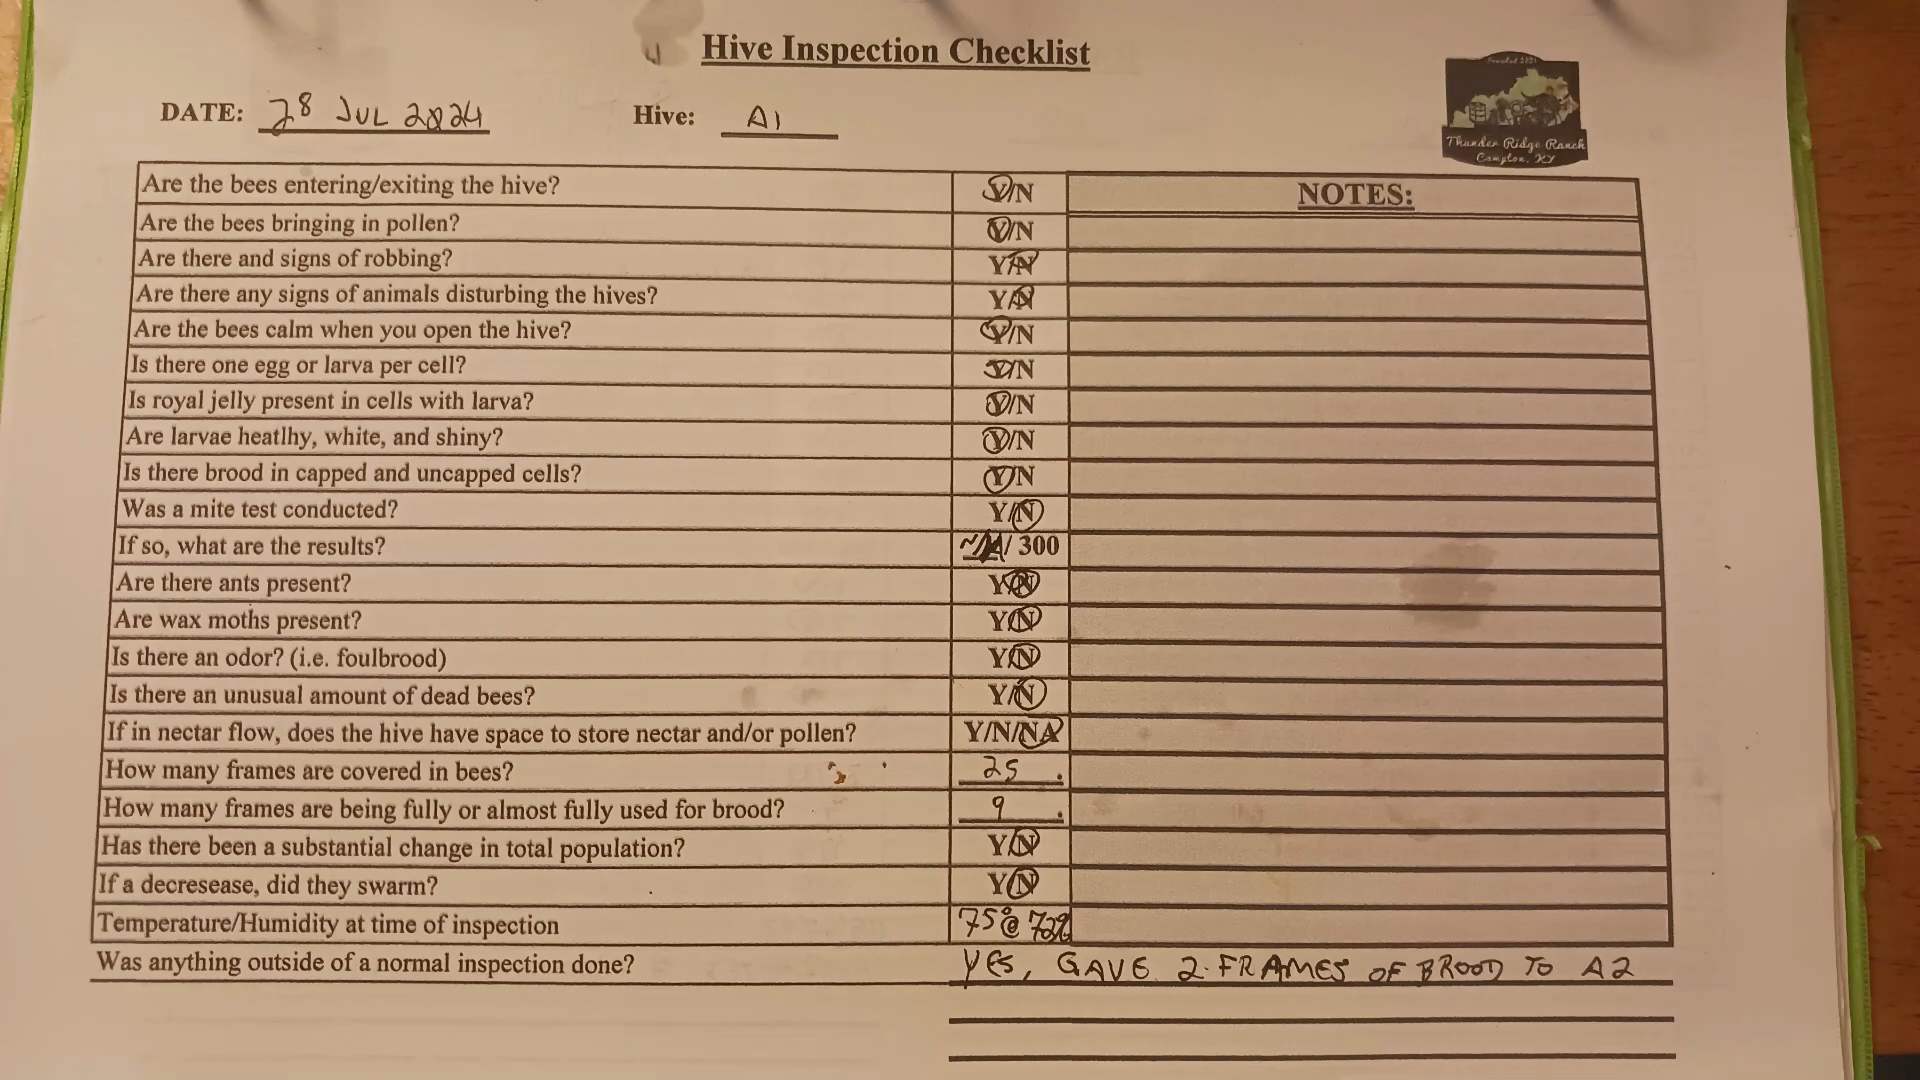 Hive Inspection Checklist
Founded 2021
DATE: 28 JUL 2024 Hive: A1
Thunder Ridge Ranch
Campton, KY
NOTES:
Are the bees entering/exiting the hive? Y/N
Are the bees bringing in pollen? Y/N
Are there and signs of robbing? Y/N
Are there any signs of animals disturbing the hives? Y/N
Are the bees calm when you open the hive? Y/N
Is there one egg or larva per cell? Y/N
Is royal jelly present in cells with larva? Y/N
Are larvae heatlhy, white, and shiny? Y/N
Is there brood in capped and uncapped cells? Y/N
Was a mite test conducted? Y/N
If so, what are the results? / 300
Are there ants present? Y/N
Are wax moths present? Y/N
Is there an odor? (i.e. foulbrood) Y/N
Is there an unusual amount of dead bees? Y/N
If in nectar flow, does the hive have space to store nectar and/or pollen? Y/N/NA
How many frames are covered in bees? 25 .
How many frames are being fully or almost fully used for brood? 9 .
Has there been a substantial change in total population? Y/N
If a decresease, did they swarm? Y/N
Temperature/Humidity at time of inspection 75° @ 72%
Was anything outside of a normal inspection done? YES, GAVE 2 FRAMES OF BROOD TO A2